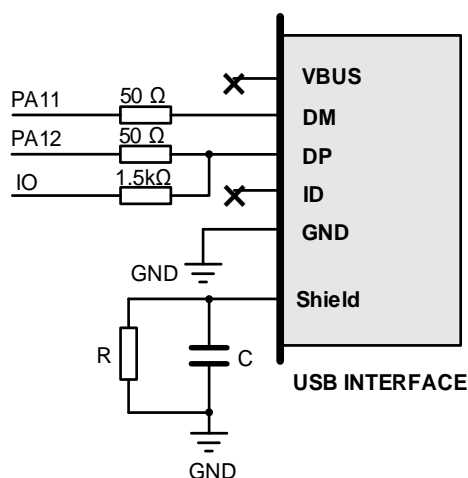 VBUS
50 Ω
PA11
DM
50 Ω
PA12
DP
1.5kΩ
IO
ID
GND
GND
Shield
R
C
USB INTERFACE
GND